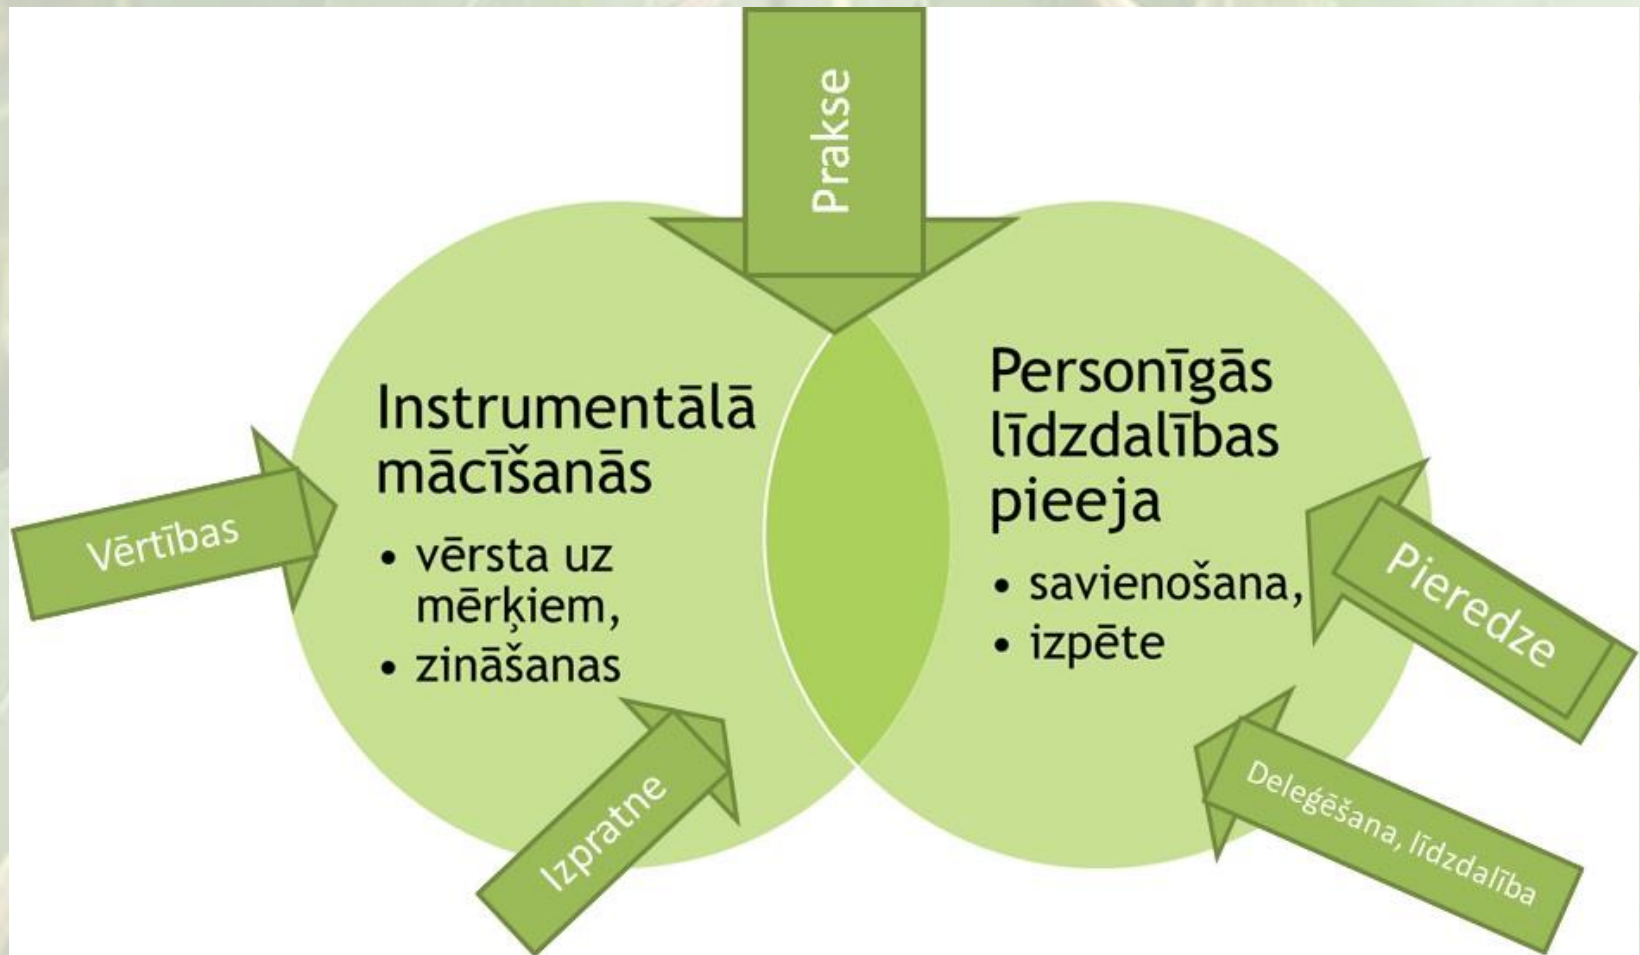 Prakse
Instrumentālā
mācīšanās
• vērsta uz
mērķiem,
• zināšanas
Personīgās
līdzdalības
pieeja
• savienošana,
• izpēte
Vērtības
Izpratne
Pieredze
Deleģēšana, līdzdalība